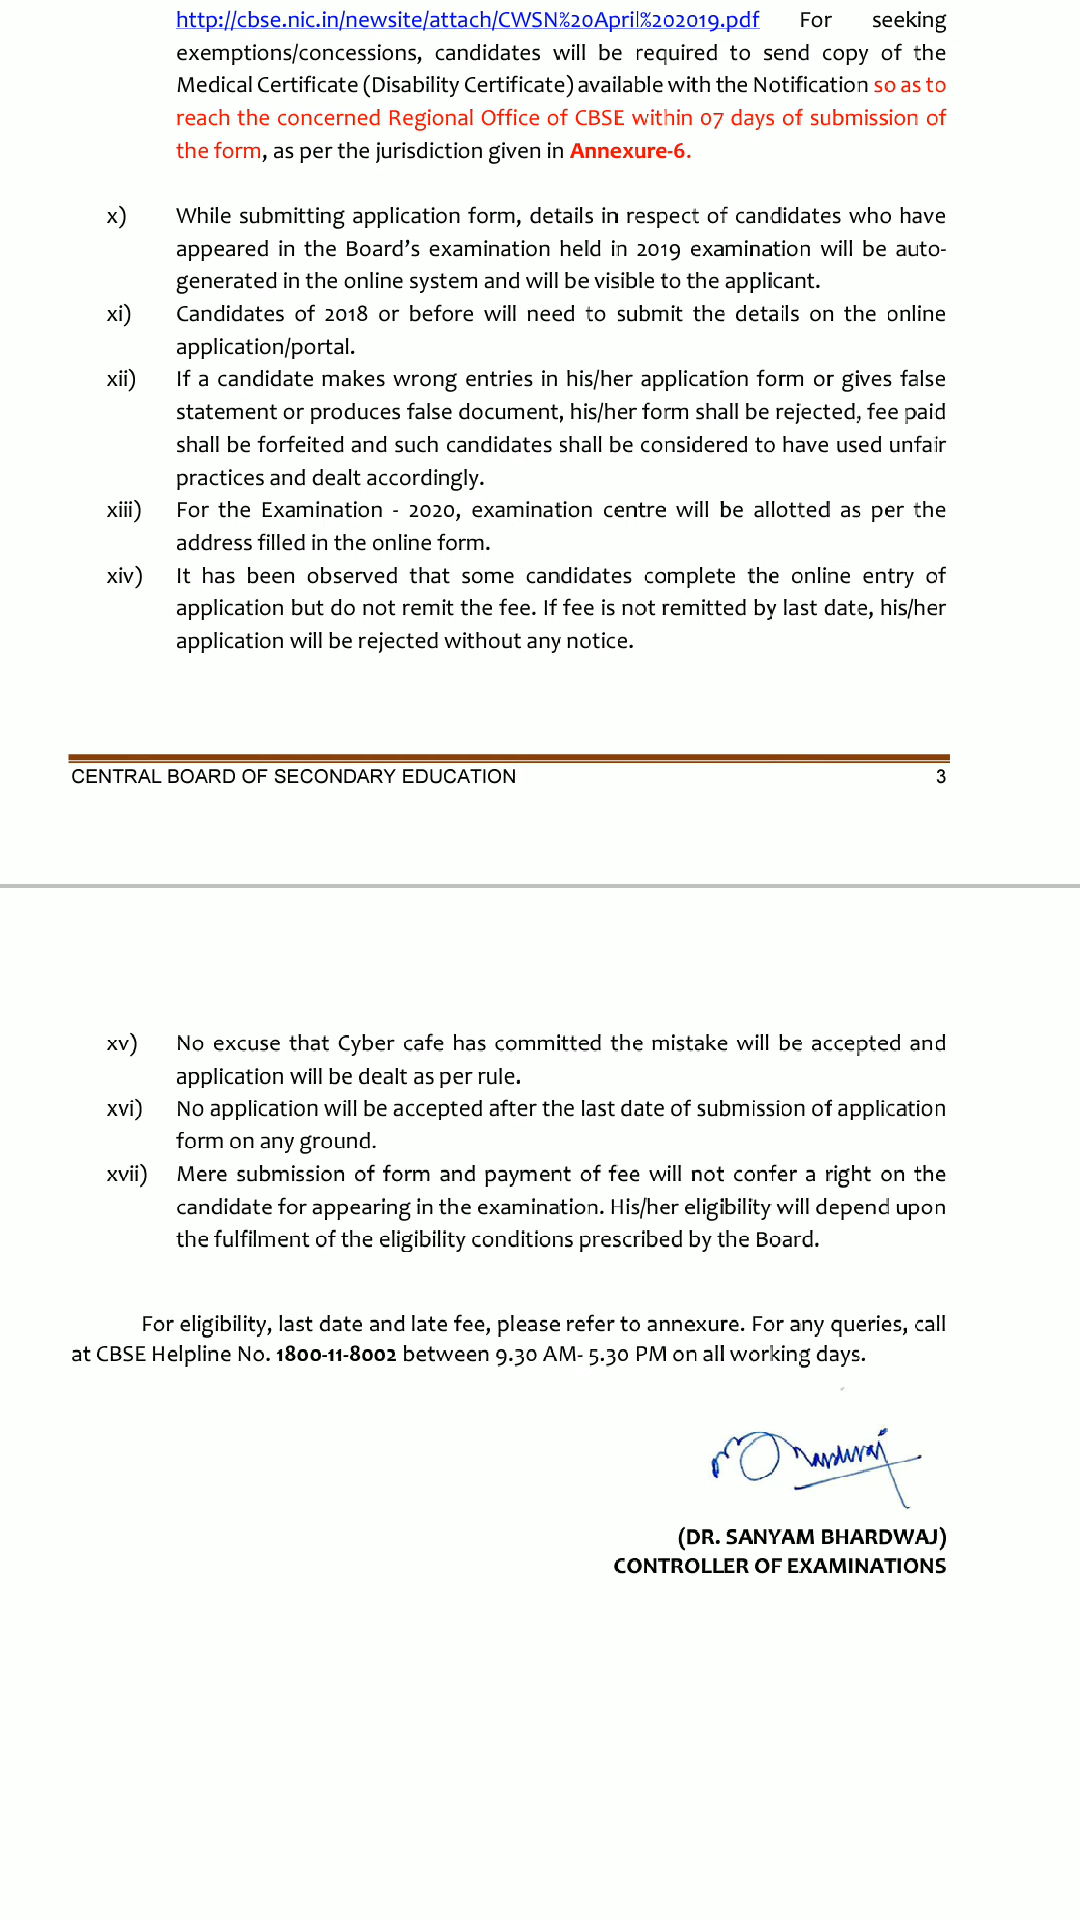 http://cbse.nic.in/newsite/attach/CWSN%20April%202019.pdf For seeking
exemptions/concessions, candidates will be required to send copy of the
Medical Certificate (Disability Certificate) available with the Notification so as to
reach the concerned Regional Office of CBSE within 07 days of submission of
the form, as per the jurisdiction given in Annexure-6.
x) While submitting application form, details in respect of candidates who have
appeared in the Board’s examination held in 2019 examination will be auto-
generated in the online system and will be visible to the applicant.
xi) Candidates of 2018 or before will need to submit the details on the online
application/portal.
xii) If a candidate makes wrong entries in his/her application form or gives false
statement or produces false document, his/her form shall be rejected, fee paid
shall be forfeited and such candidates shall be considered to have used unfair
practices and dealt accordingly.
xiii) For the Examination - 2020, examination centre will be allotted as per the
address filled in the online form.
xiv) It has been observed that some candidates complete the online entry of
application but do not remit the fee. If fee is not remitted by last date, his/her
application will be rejected without any notice.
CENTRAL BOARD OF SECONDARY EDUCATION 3
xv) No excuse that Cyber cafe has committed the mistake will be accepted and
application will be dealt as per rule.
xvi) No application will be accepted after the last date of submission of application
form on any ground.
xvii) Mere submission of form and payment of fee will not confer a right on the
candidate for appearing in the examination. His/her eligibility will depend upon
the fulfilment of the eligibility conditions prescribed by the Board.
For eligibility, last date and late fee, please refer to annexure. For any queries, call
at CBSE Helpline No. 1800-11-8002 between 9.30 AM- 5.30 PM on all working days.
(DR. SANYAM BHARDWAJ)
CONTROLLER OF EXAMINATIONS